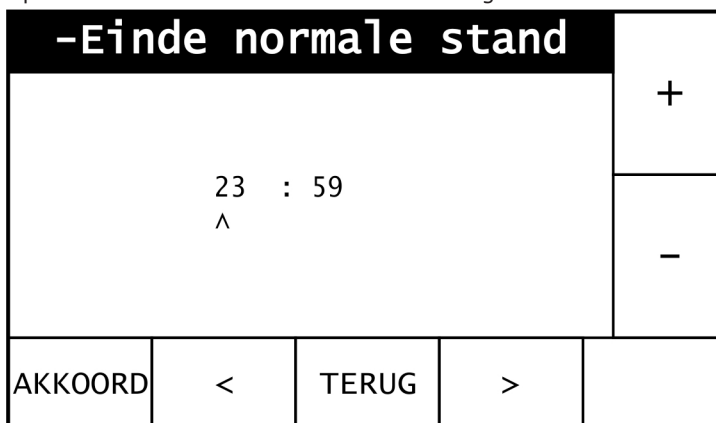 -Einde normale stand
+
23 : 59
^
-
AKKOORD < TERUG >